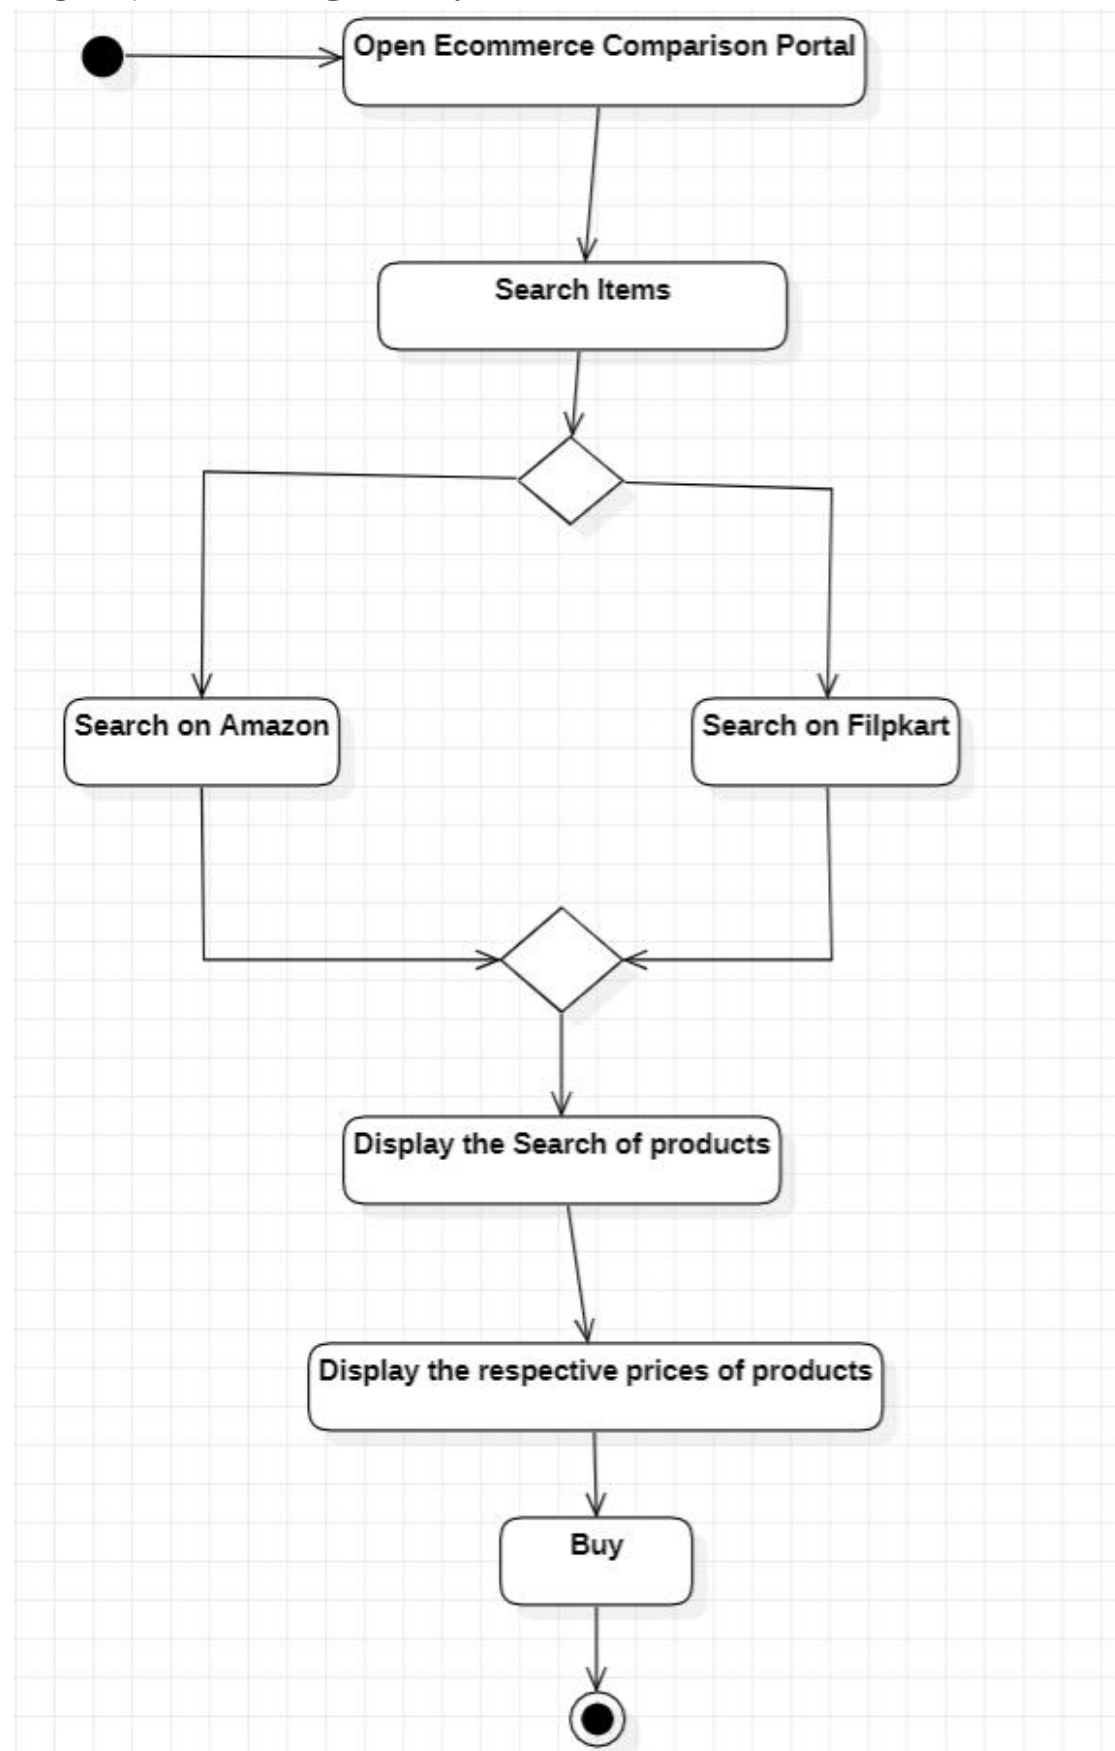 Open Ecommerce Comparison Portal
Search Items
Search on Amazon
Search on Filpkart
Display the Search of products
Display the respective prices of products
Buy